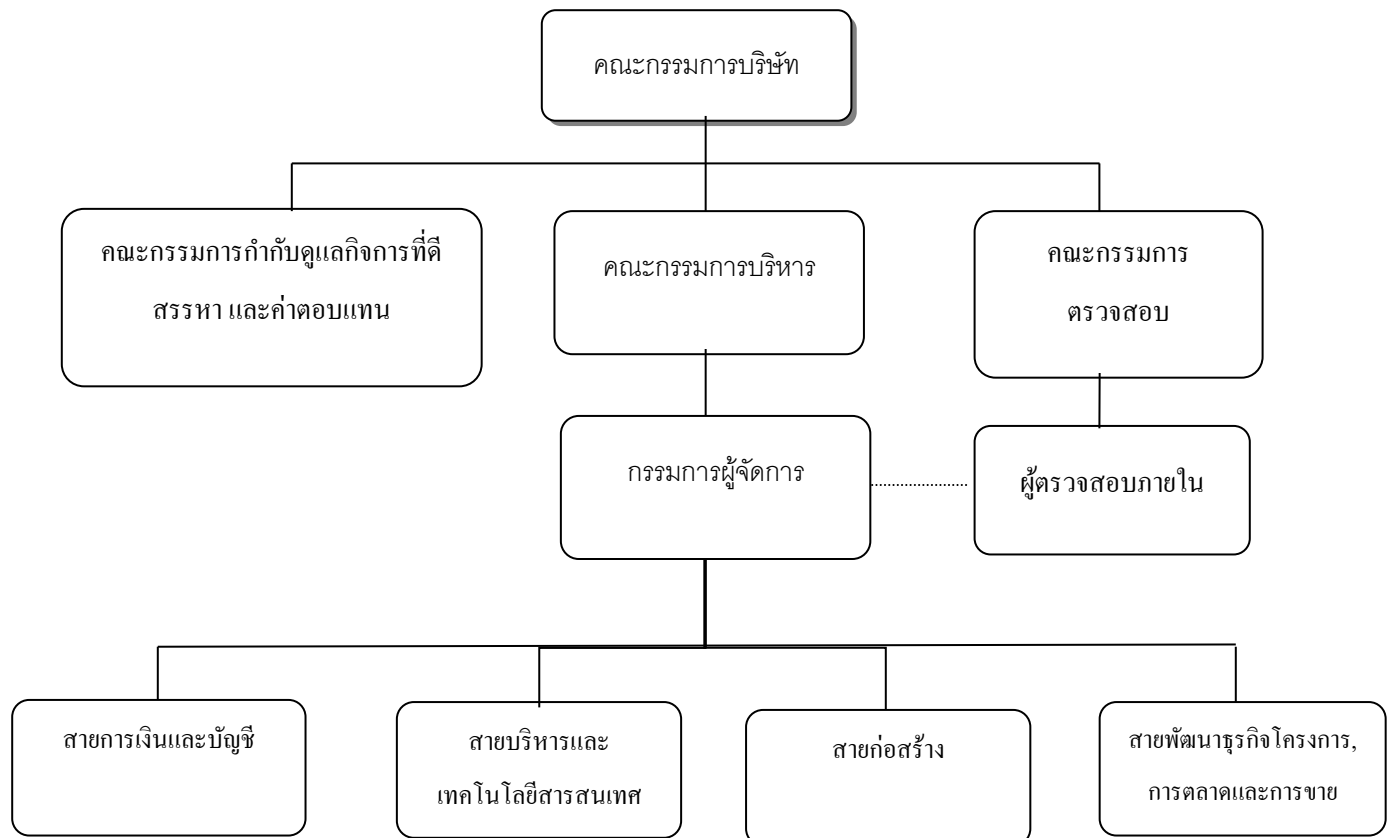 คณะกรรมการบริษัท
คณะกรรมการกำกับดูแลกิจการที่ดี
สรรหา และค่าตอบแทน
คณะกรรมการบริหาร
คณะกรรมการ
ตรวจสอบ
กรรมการผู้จัดการ
ผู้ตรวจสอบภายใน
สายการเงินและบัญชี
สายบริหารและ
เทคโนโลยีสารสนเทศ
สายก่อสร้าง
สายพัฒนาธุรกิจโครงการ,
การตลาดและการขาย